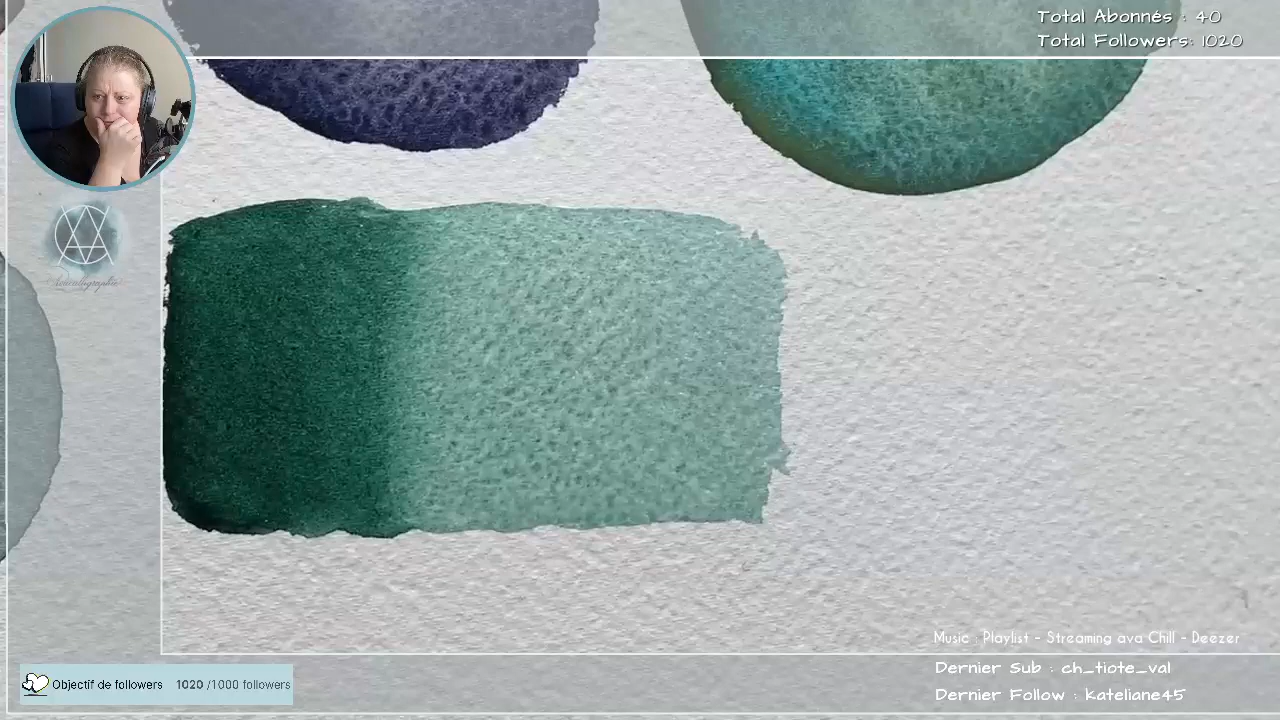 Total Abonnés : 40
Total Followers: 1020
Objectif de followers 1020 /1000 followers
Music : Playlist - Streaming ava Chill - Deezer
Dernier Sub : ch_tiote_val
Dernier Follow : kateliane45